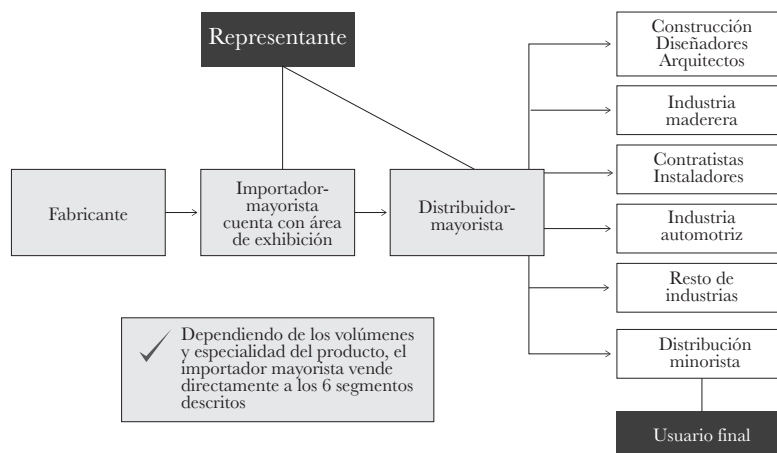 Representante
Construcción
Diseñadores
Arquitectos
Industria
maderera
Fabricante
Importador-
mayorista
cuenta con área
de exhibición
Distribuidor-
mayorista
Contratistas
Instaladores
Industria
automotriz
Resto de
industrias
Dependiendo de los volúmenes
y especialidad del producto, el
importador mayorista vende
directamente a los 6 segmentos
descritos
Distribución
minorista
Usuario final